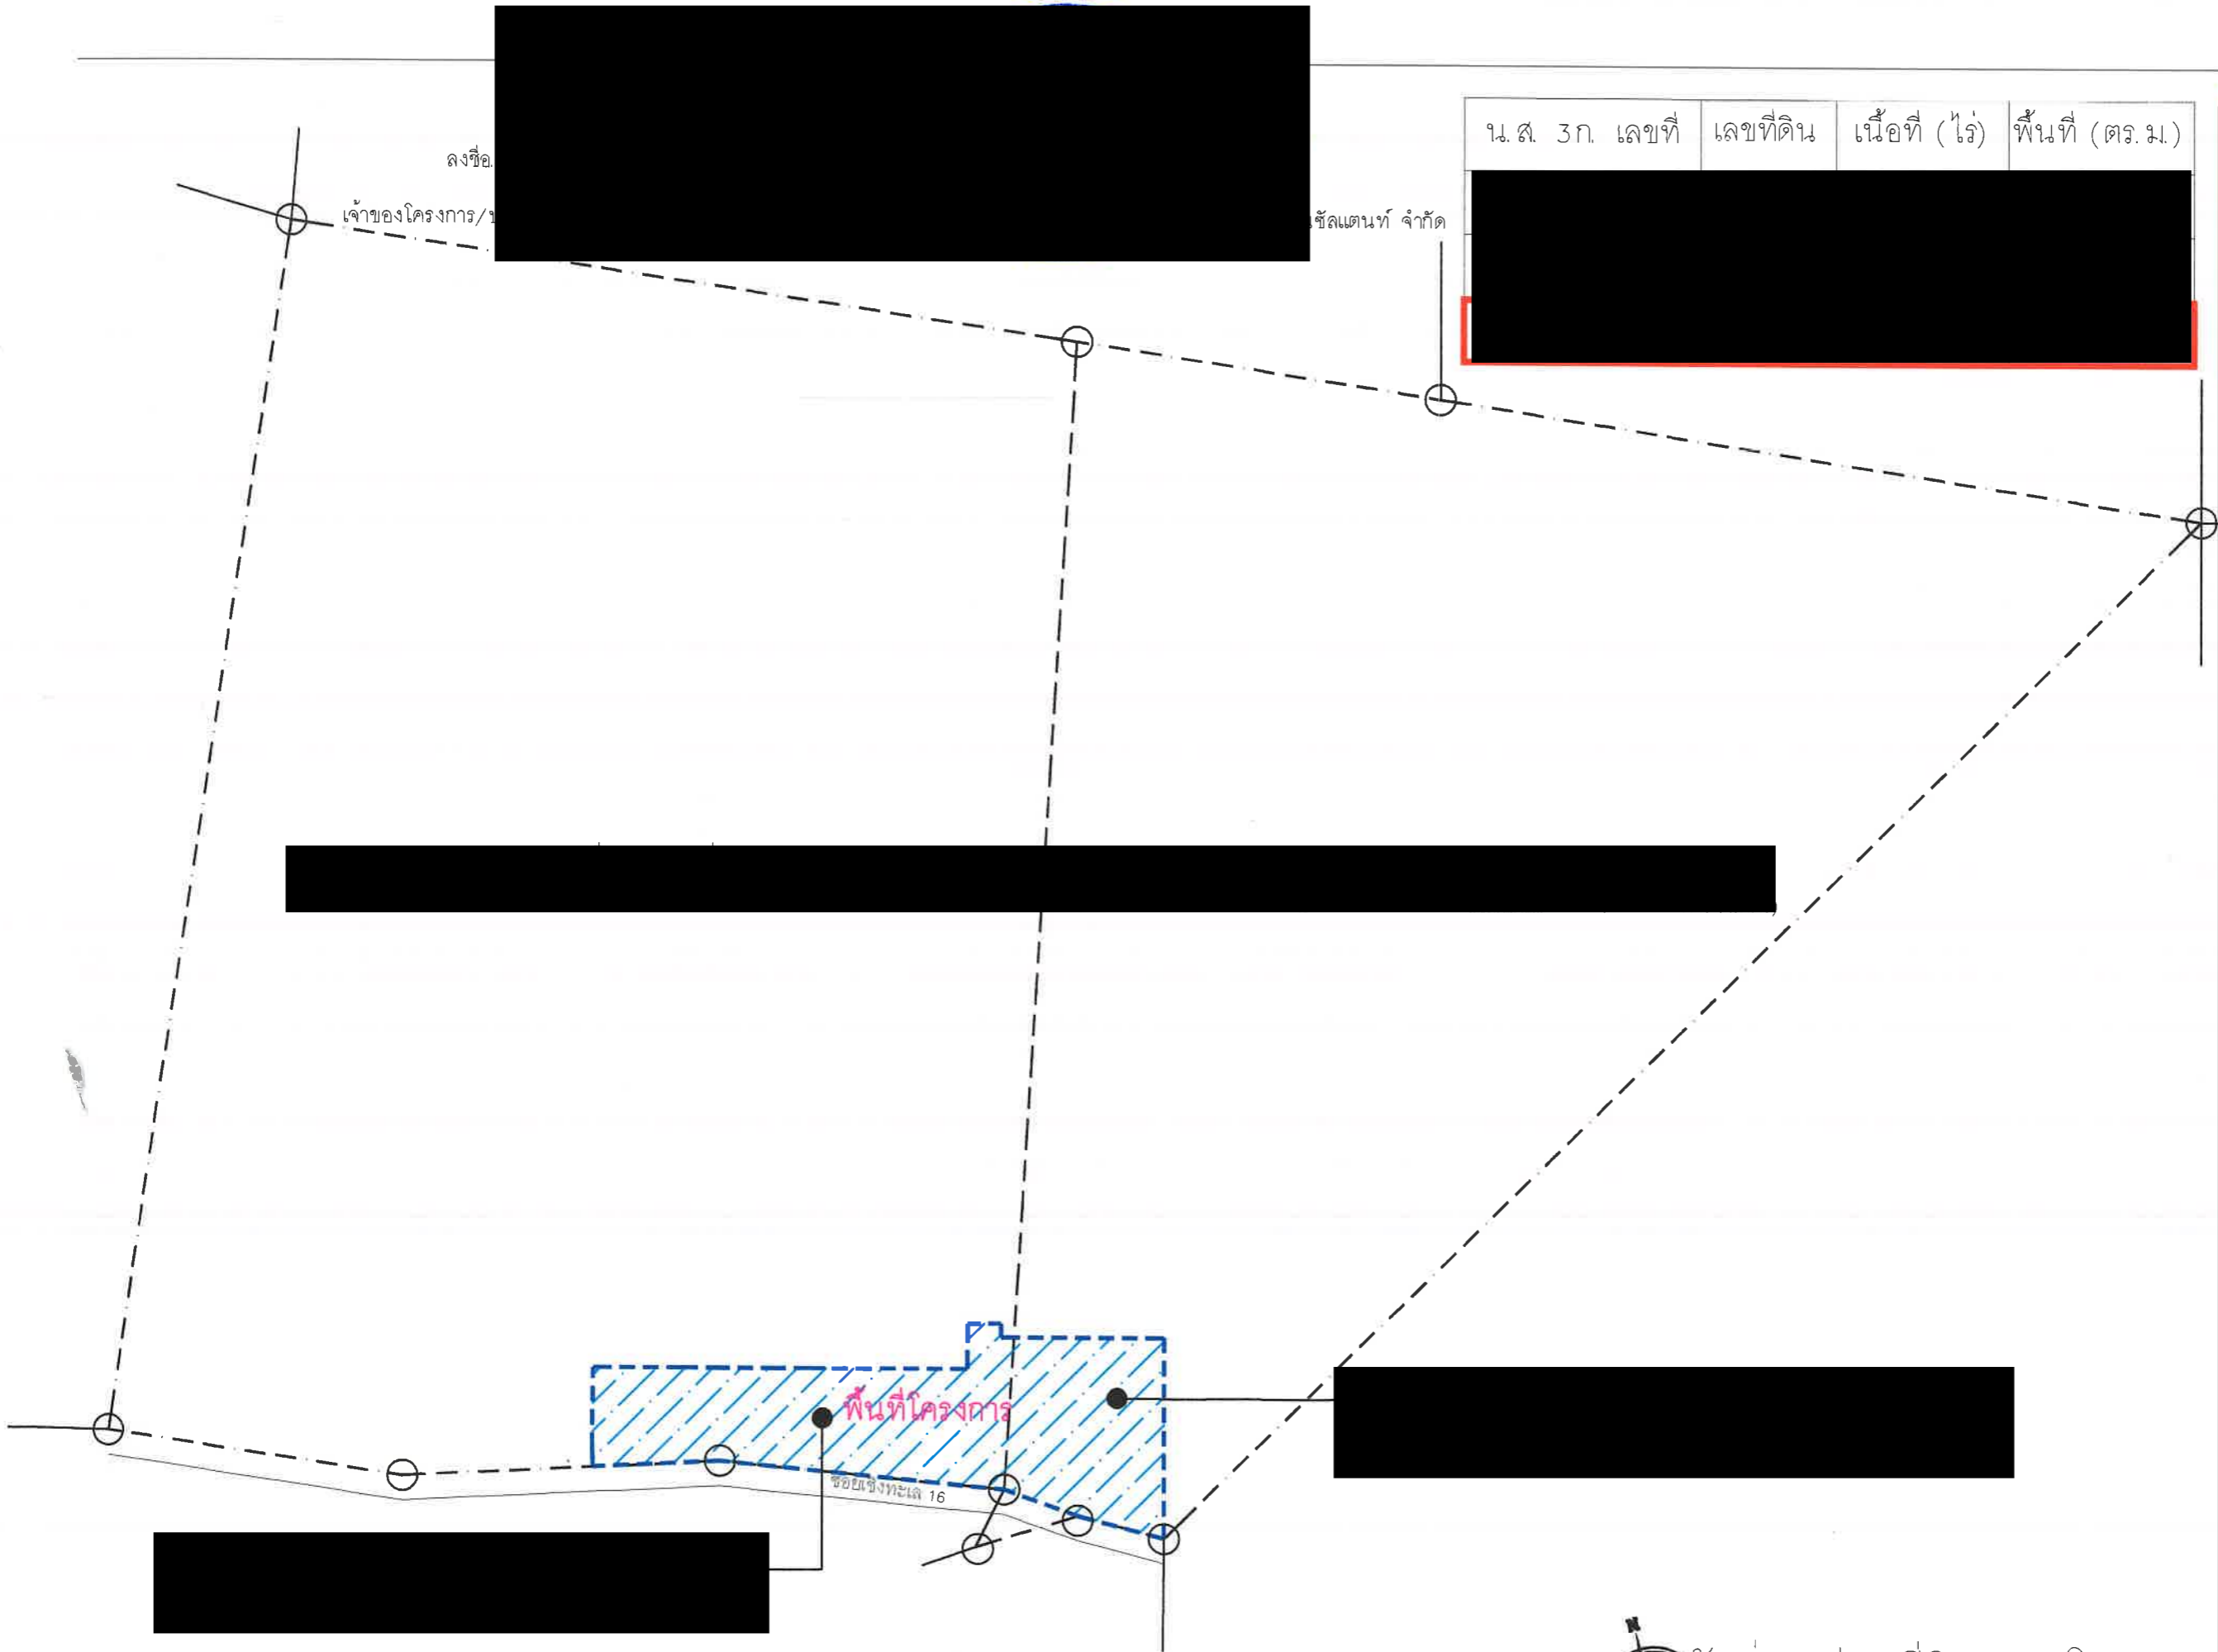 น.ส. 3ก. เลขที่ เลขที่ดิน เนื้อที่ (ไร่) พื้นที่ (ตร.ม.)
ลงชื่อ
เจ้าของโครงการ/
ซัลแตนท์ จำกัด
พื้นที่โครงการ
ซอยเชิงทะเล 16
N